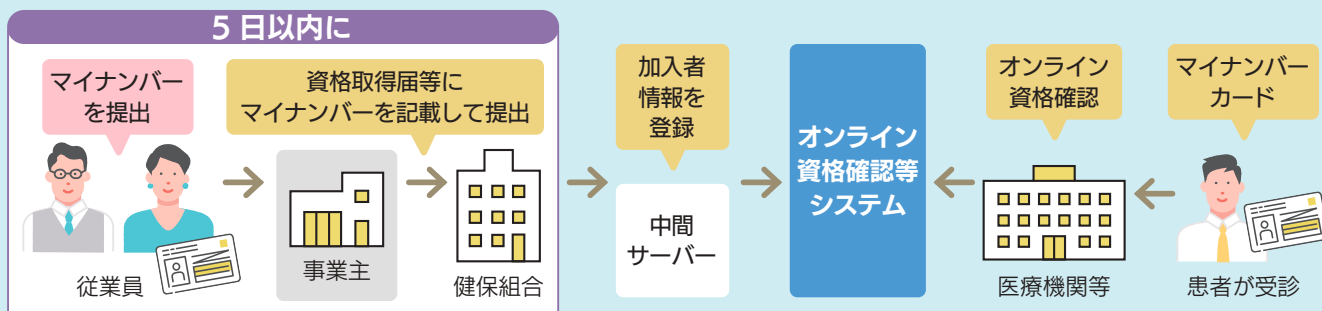 5日以内に
マイナンバー
を提出
資格取得届等に
マイナンバーを記載して提出
従業員
事業主
健保組合
加入者
情報を
登録
中間
サーバー
オンライン
資格確認等
システム
オンライン
資格確認
医療機関等
マイナンバー
カード
患者が受診